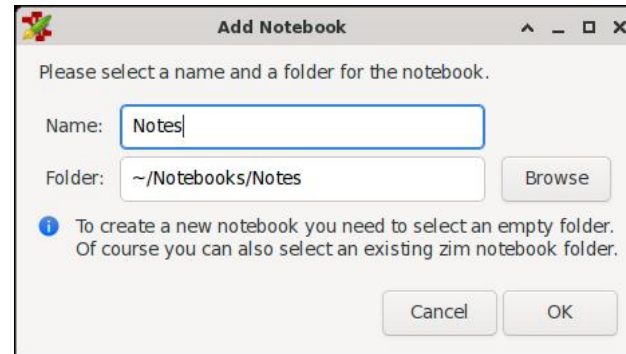 Add Notebook
Please select a name and a folder for the notebook.
Name: Notes
Folder: ~/Notebooks/Notes Browse
To create a new notebook you need to select an empty folder.
Of course you can also select an existing zim notebook folder.
Cancel OK